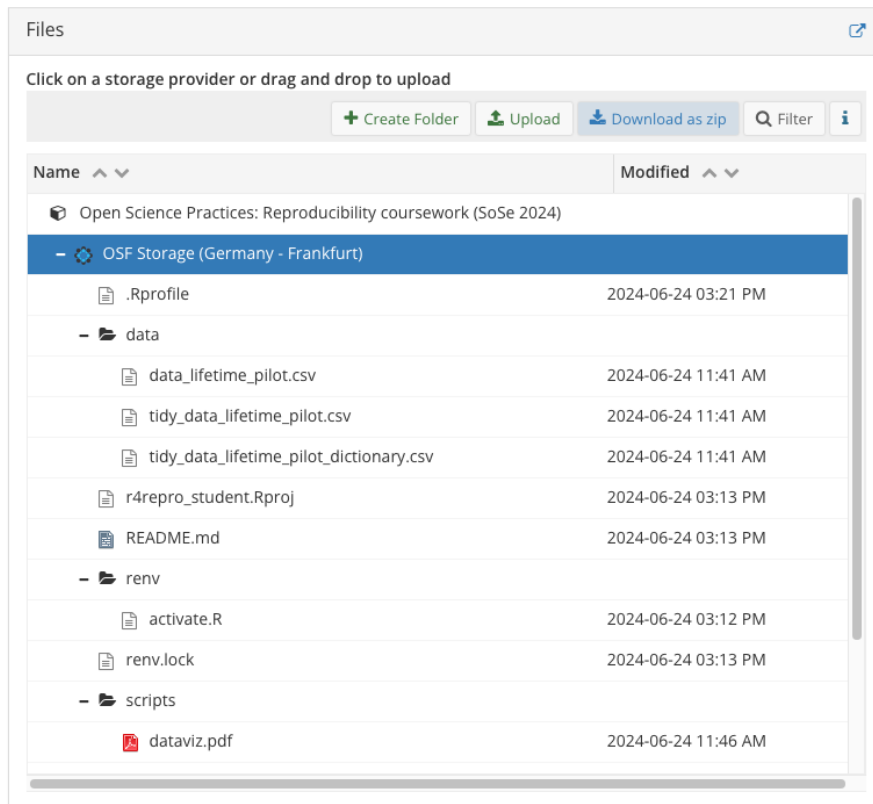 Files
Click on a storage provider or drag and drop to upload
Create Folder Upload Download as zip Filter i
Name Modified
Open Science Practices: Reproducibility coursework (SoSe 2024)
OSF Storage (Germany - Frankfurt)
.Rprofile 2024-06-24 03:21 PM
data
data_lifetime_pilot.csv 2024-06-24 11:41 AM
tidy_data_lifetime_pilot.csv 2024-06-24 11:41 AM
tidy_data_lifetime_pilot_dictionary.csv 2024-06-24 11:41 AM
r4repro_student.Rproj 2024-06-24 03:13 PM
README.md 2024-06-24 03:13 PM
renv
activate.R 2024-06-24 03:12 PM
renv.lock 2024-06-24 03:13 PM
scripts
dataviz.pdf 2024-06-24 11:46 AM